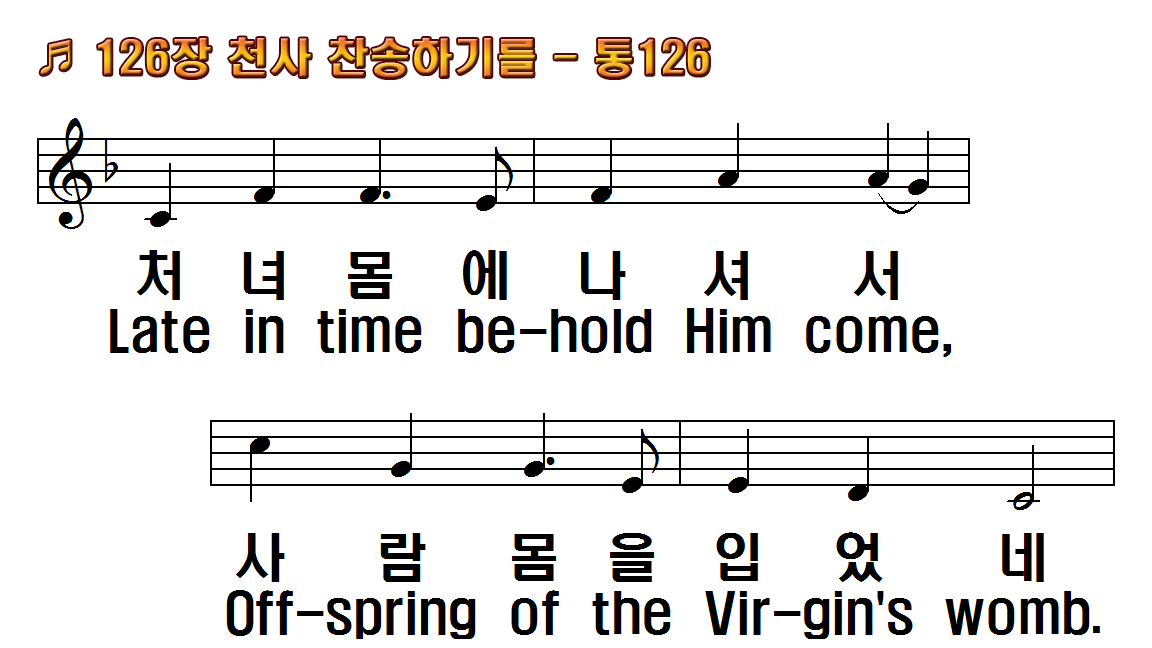 ♬ 126장 천사 찬송하기를 - 통126
처 녀 몸 에 나 셔 서
Late in time be-hold Him come,
사 람 몸 을 입 었 네
Off-spring of the Vir-gin's womb.